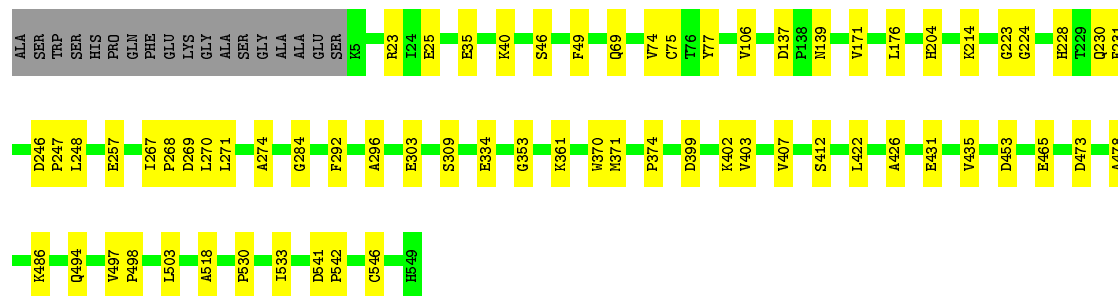 ALA SER TRP SER HIS PRO GLN PHE GLU LYS GLY ALA SER GLY ALA ALA GLU SER K5 R23 I24 E25 E35 K40 S46 F49 Q69 V74 C75 T76 Y77 V106 D137 P138 N139 V171 L176 H204 K214 G223 G224 H228 T229 Q230
D246 P247 L248 E257 I267 P268 D269 L270 L271 A274 G284 F292 A296 E303 S309 E334 G353 K361 W370 M371 P374 D399 K402 V403 V407 S412 L422 A426 E431 V435 D453 E465 D473
K486 Q494 V497 P498 L503 A518 P530 I533 D541 P542 C546 H549